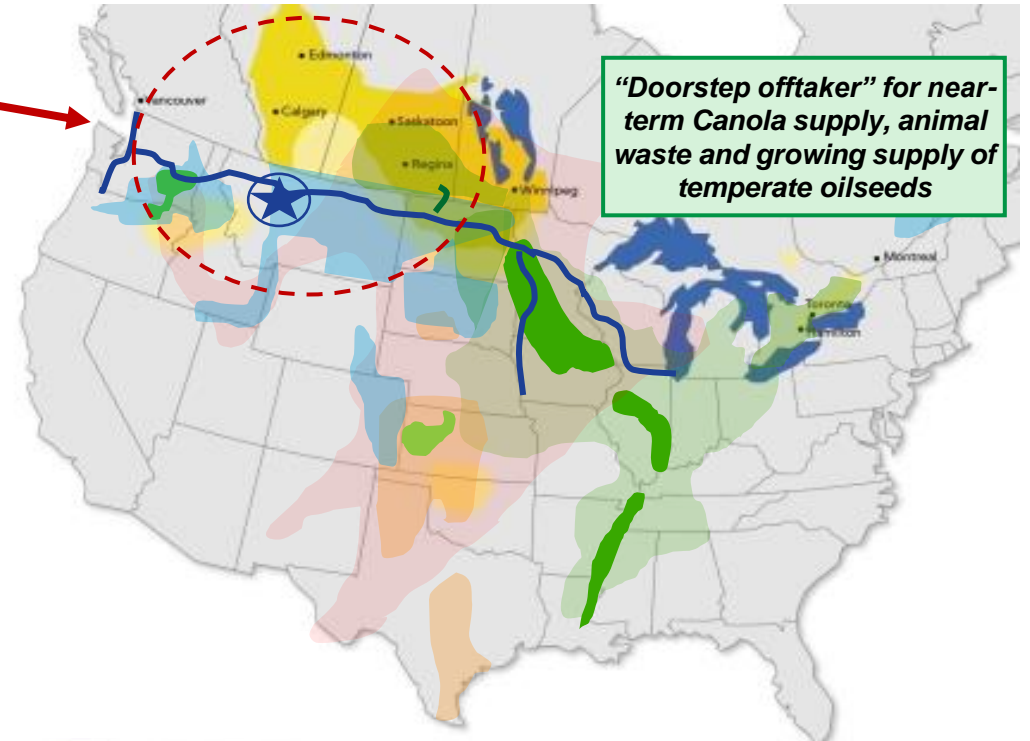 Edmonton
Vancouver
Calgary
Saskatoon
Regina
Winnipeg
"Doorstep offtaker" for near-
term Canola supply, animal
waste and growing supply of
temperate oilseeds
Montreal
Toronto
Hamilton